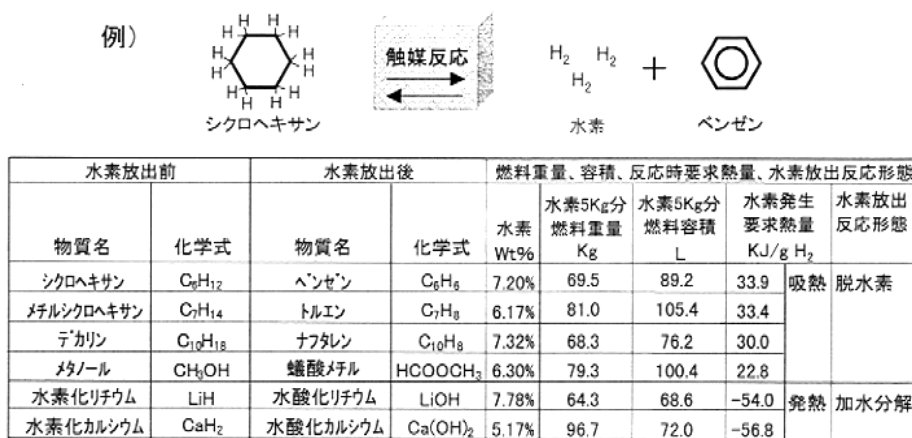 例)
H H H H H H H H H H H H
触媒反応
H₂ H₂ H₂
+
シクロヘキサン 水素 ベンゼン
水素放出前 水素放出後 燃料重量、容積、反応時要求熱量、水素放出反応形態
物質名 化学式 物質名 化学式 水素 Wt% 水素5Kg分 燃料重量 Kg 水素5Kg分 燃料容積 L 水素発生 要求熱量 KJ/g H₂ 水素放出 反応形態
シクロヘキサン C₆H₁₂ ベンゼン C₆H₆ 7.20% 69.5 89.2 33.9 吸熱 脱水素
メチルシクロヘキサン C₇H₁₄ トルエン C₇H₈ 6.17% 81.0 105.4 33.4
デカリン C₁₀H₁₈ ナフタレン C₁₀H₈ 7.32% 68.3 76.2 30.0
メタノール CH₃OH 蟻酸メチル HCOOCH₃ 6.30% 79.3 100.4 22.8
水素化リチウム LiH 水酸化リチウム LiOH 7.78% 64.3 68.6 -54.0 発熱 加水分解
水素化カルシウム CaH₂ 水酸化カルシウム Ca(OH)₂ 5.17% 96.7 72.0 -56.8